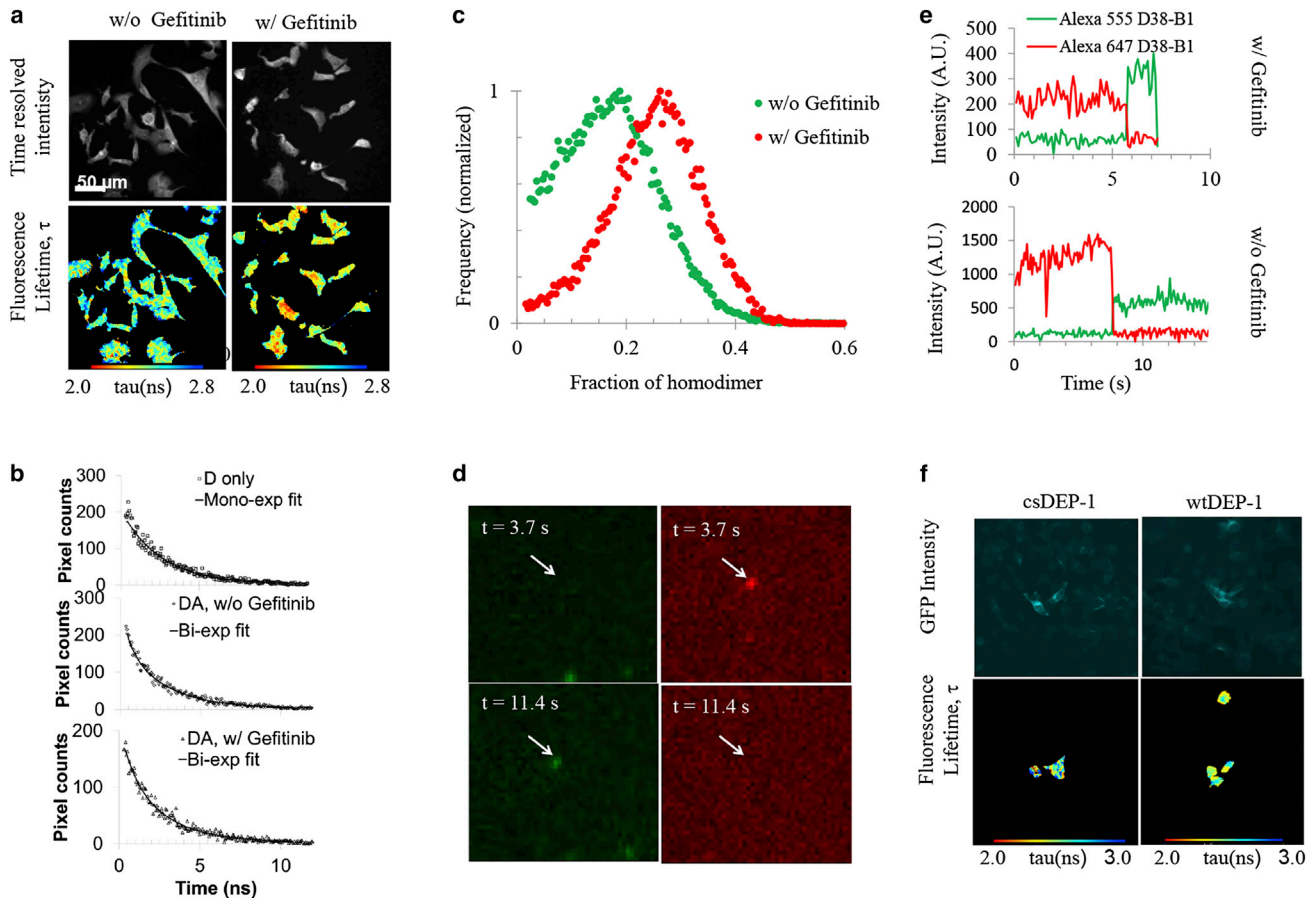 a
w/o Gefitinib
w/ Gefitinib
Time resolved
intentisty
50 µm
Fluorescence
Lifetime, τ
2.0 tau(ns) 2.8
2.0 tau(ns) 2.8
b
300
200
100
0
D only
Mono-exp fit
Pixel counts
300
200
100
0
DA, w/o Gefitinib
Bi-exp fit
Pixel counts
200
100
0
DA, w/ Gefitinib
Bi-exp fit
Pixel counts
0 5 10
Time (ns)
c
1
0
Frequency (normalized)
w/o Gefitinib
w/ Gefitinib
0 0.2 0.4 0.6
Fraction of homodimer
d
t = 3.7 s
t = 3.7 s
t = 11.4 s
t = 11.4 s
e
Alexa 555 D38-B1
Alexa 647 D38-B1
500
400
300
200
100
0
Intensity (A.U.)
0 5 10
w/ Gefitinib
2000
1500
1000
500
0
Intensity (A.U.)
0 5 10
Time (s)
w/o Gefitinib
f
csDEP-1
wtDEP-1
GFP Intensity
Fluorescence
Lifetime, τ
2.0 tau(ns) 3.0
2.0 tau(ns) 3.0